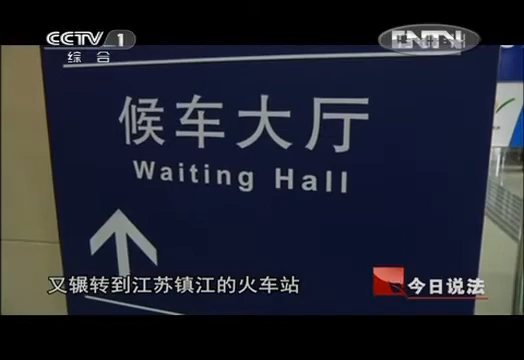 CCTV 1
综合
候车大厅
Waiting Hall
又辗转到江苏镇江的火车站
今日说法